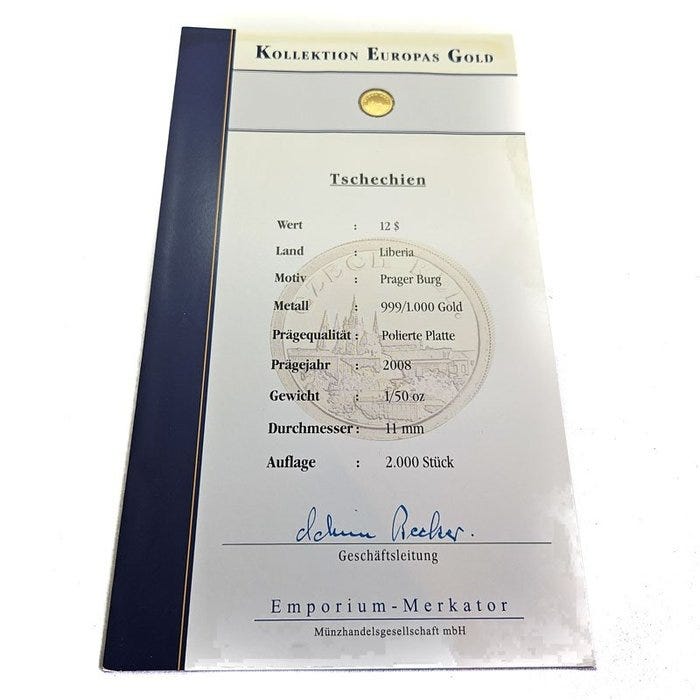 Kollektion Europas Gold
Tschechien
Wert : 12 $
Land : Liberia
Motiv : Prager Burg
Metall : 999/1.000 Gold
Prägequalität : Polierte Platte
Prägejahr : 2008
Gewicht : 1/50 oz
Durchmesser : 11 mm
Auflage : 2.000 Stück
Geschäftsleitung
Emporium-Merkator
Münzhandelsgesellschaft mbH